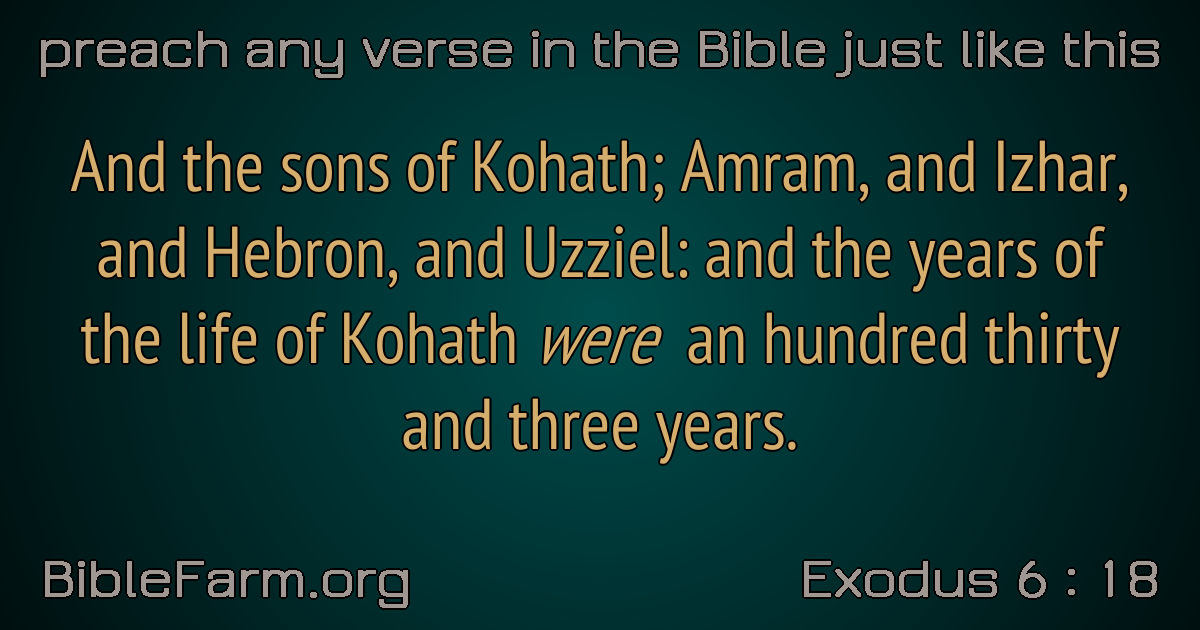 preach any verse in the Bible just like this
And the sons of Kohath; Amram, and Izhar,
and Hebron, and Uzziel: and the years of
the life of Kohath were an hundred thirty
and three years.
BibleFarm.org
Exodus 6 : 18